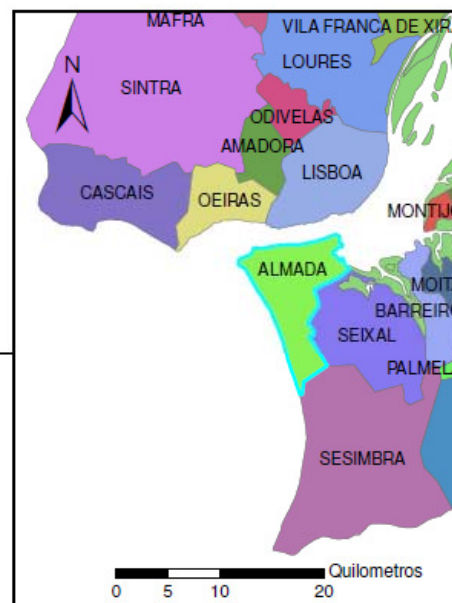 MAFRA
VILA FRANCA DE XIRA
LOURES
N
SINTRA
ODIVELAS
AMADORA
LISBOA
CASCAIS
OEIRAS
MONTIJO
ALMADA
MOITA
BARREIRO
SEIXAL
PALMELA
SESIMBRA
Quilometros
0 5 10 20